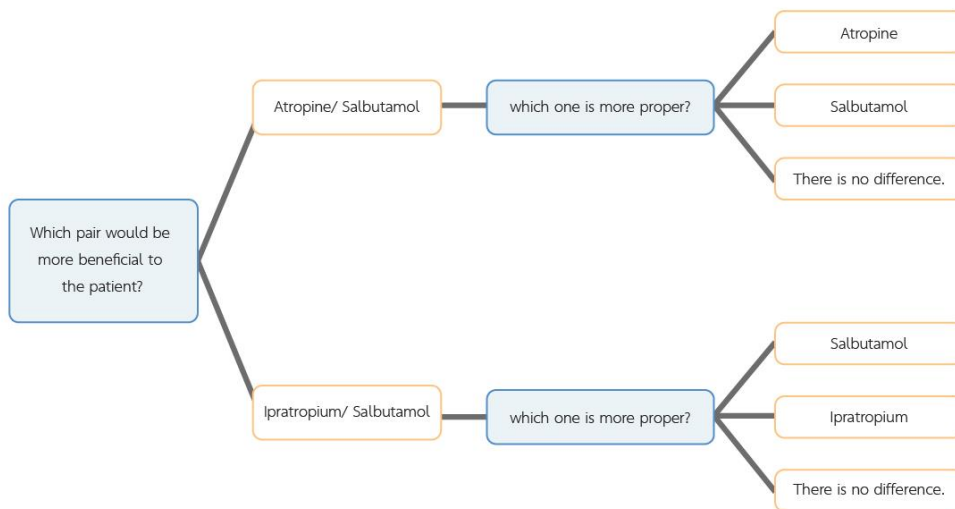 Which pair would be
more beneficial to
the patient?
Atropine/ Salbutamol
which one is more proper?
Atropine
Salbutamol
There is no difference.
Ipratropium/ Salbutamol
which one is more proper?
Salbutamol
Ipratropium
There is no difference.